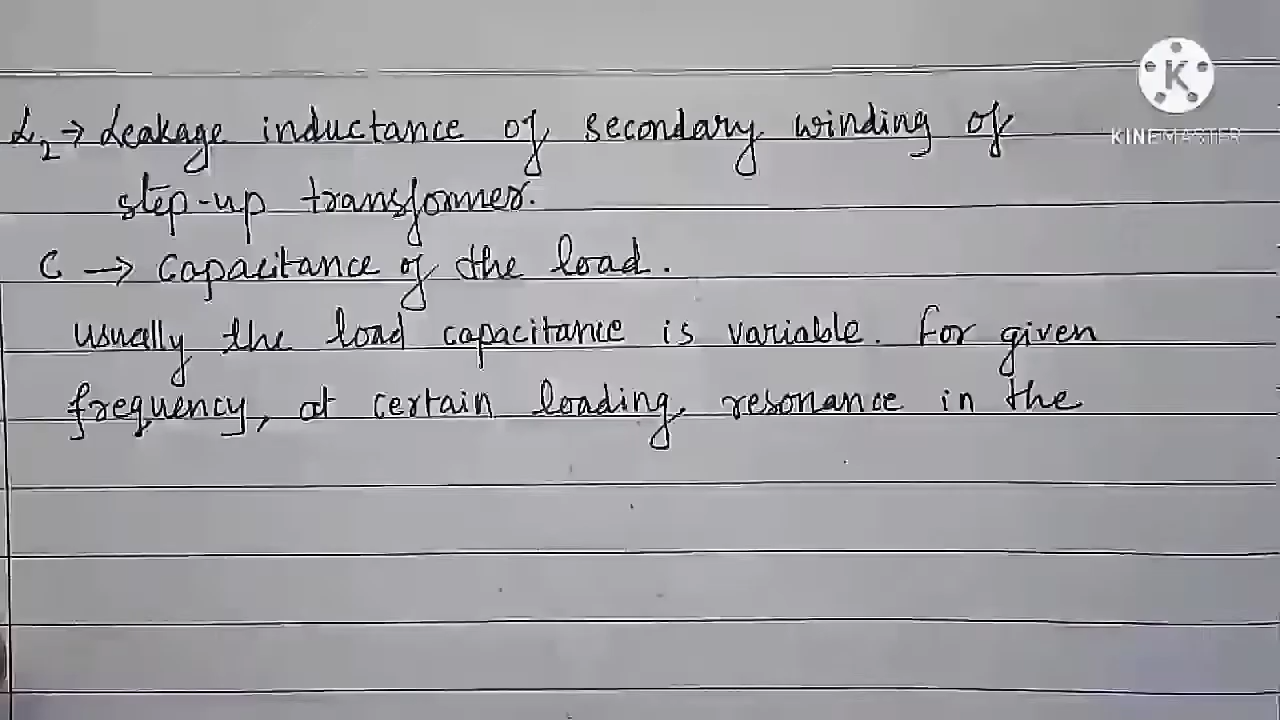 L2 → Leakage inductance of secondary winding of
step-up transformer.
C → Capacitance of the load.
usually the load capacitance is variable. For given
frequency, at certain loading, resonance in the
K
KINEMASTER